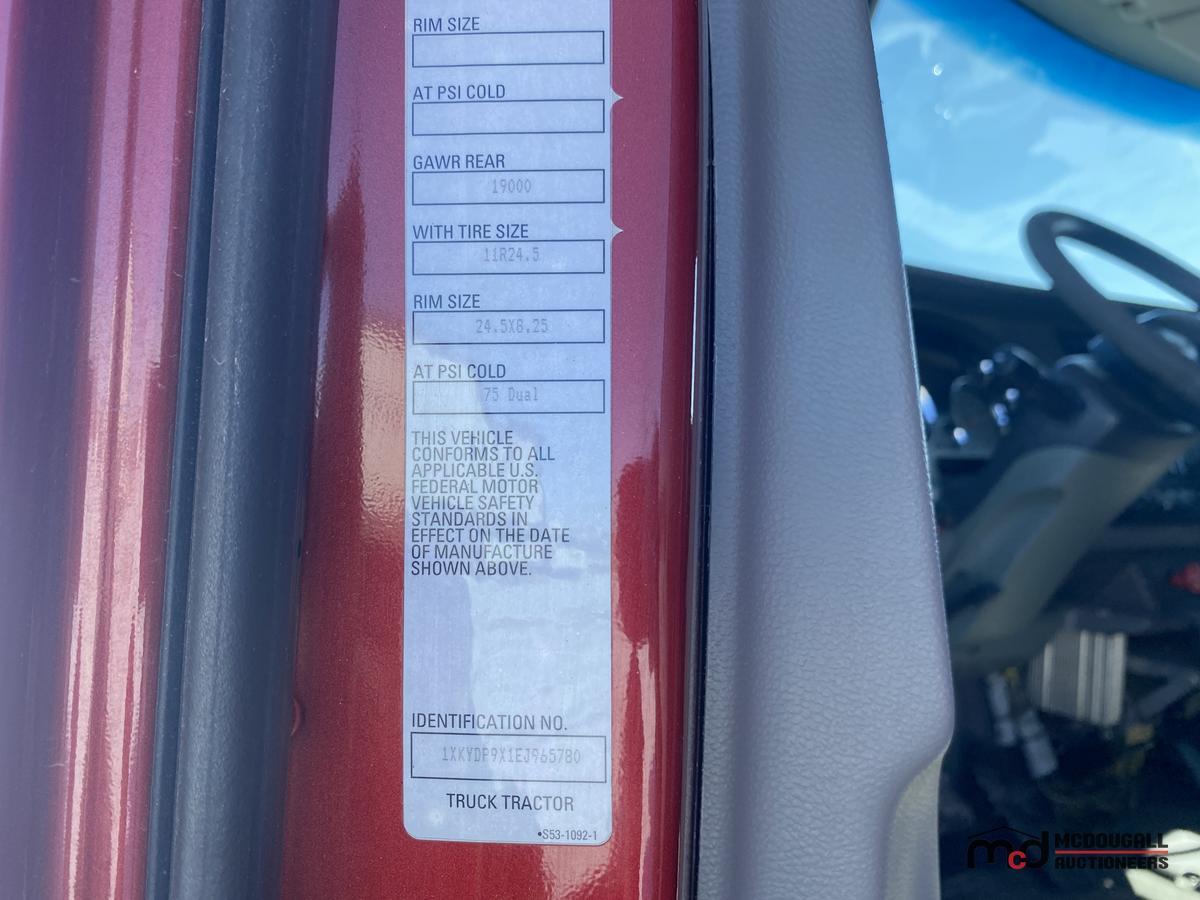 RIM SIZE
AT PSI COLD
GAWR REAR
19000
WITH TIRE SIZE
11R24.5
RIM SIZE
24.5X8.25
AT PSI COLD
75 Dual
THIS VEHICLE
CONFORMS TO ALL
APPLICABLE U.S.
FEDERAL MOTOR
VEHICLE SAFETY
STANDARDS IN
EFFECT ON THE DATE
OF MANUFACTURE
SHOWN ABOVE.
IDENTIFICATION NO.
1XKYDP9X1EJ965780
TRUCK TRACTOR
•S53-1092-1
mcd MCDOUGALL
AUCTIONEERS